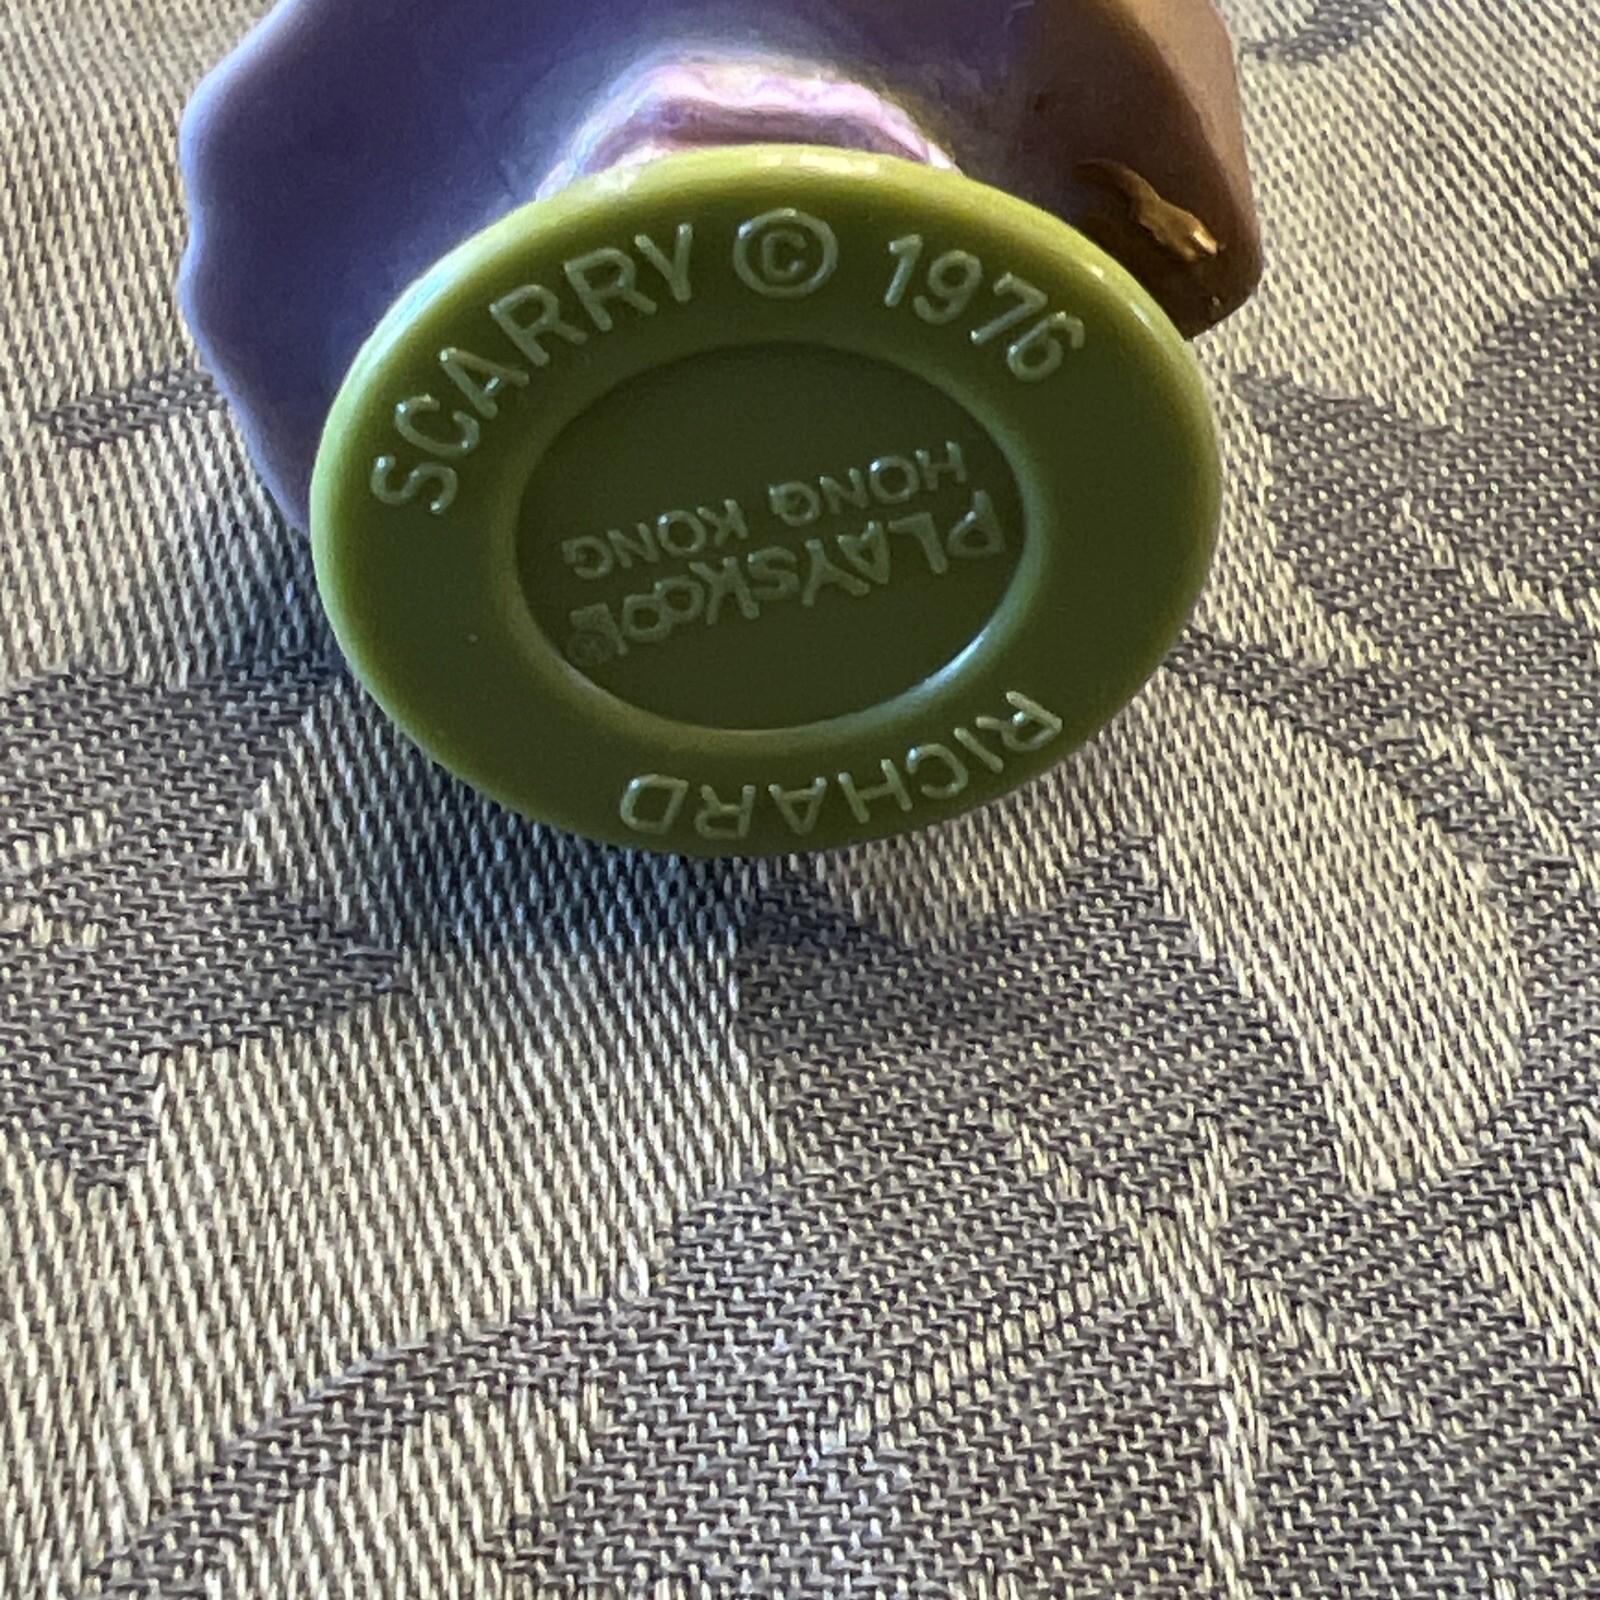 RICHARD SCARRY © 1976
PLAYSKOOL®
HONG KONG